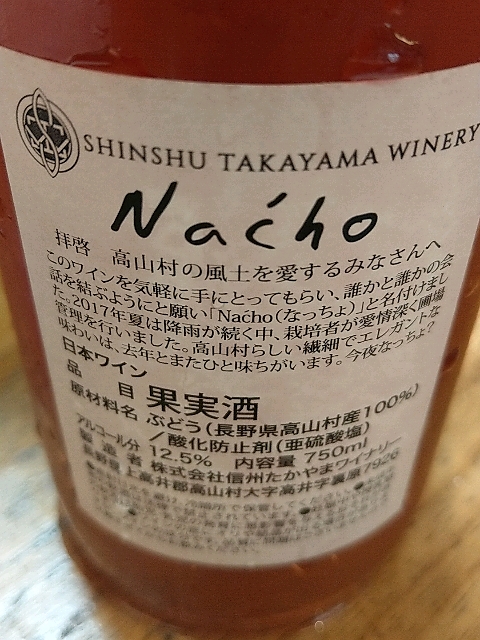 SHINSHU TAKAYAMA WINERY
Naćho
拝啓 高山村の風土を愛するみなさんへ
このワインを気軽に手にとってもらい、誰かと誰かの会
話を結ぶようにと願い「Naćho(なっちょ)」と名付けまし
た。2017年夏は降雨が続く中、栽培者が愛情深く圃場
管理を行いました。高山村らしい繊細でエレガントな
味わいは、去年とまたひと味ちがいます。今夜なっちょ?
日本ワイン
品 目 果実酒
原材料名 ぶどう(長野県高山村産100%)
/酸化防止剤(亜硫酸塩)
アルコール分 12.5% 内容量 750ml
製造者 株式会社信州たかやまワイナリー
長野県上高井郡高山村大字高井字裏原7926